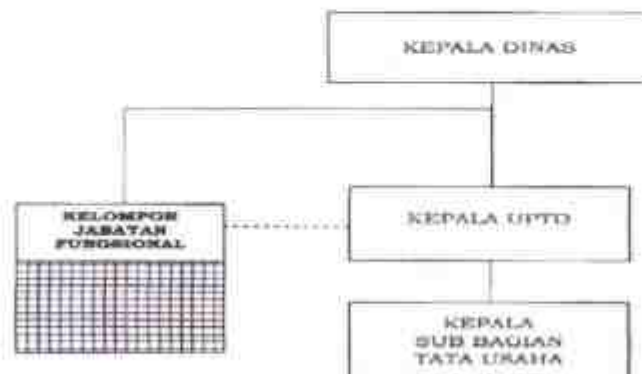 KEPALA DINAS
KELOMPOK
JABATAN
FUNGSIONAL
KEPALA UPTD
KEPALA
SUB BAGIAN
TATA USAHA